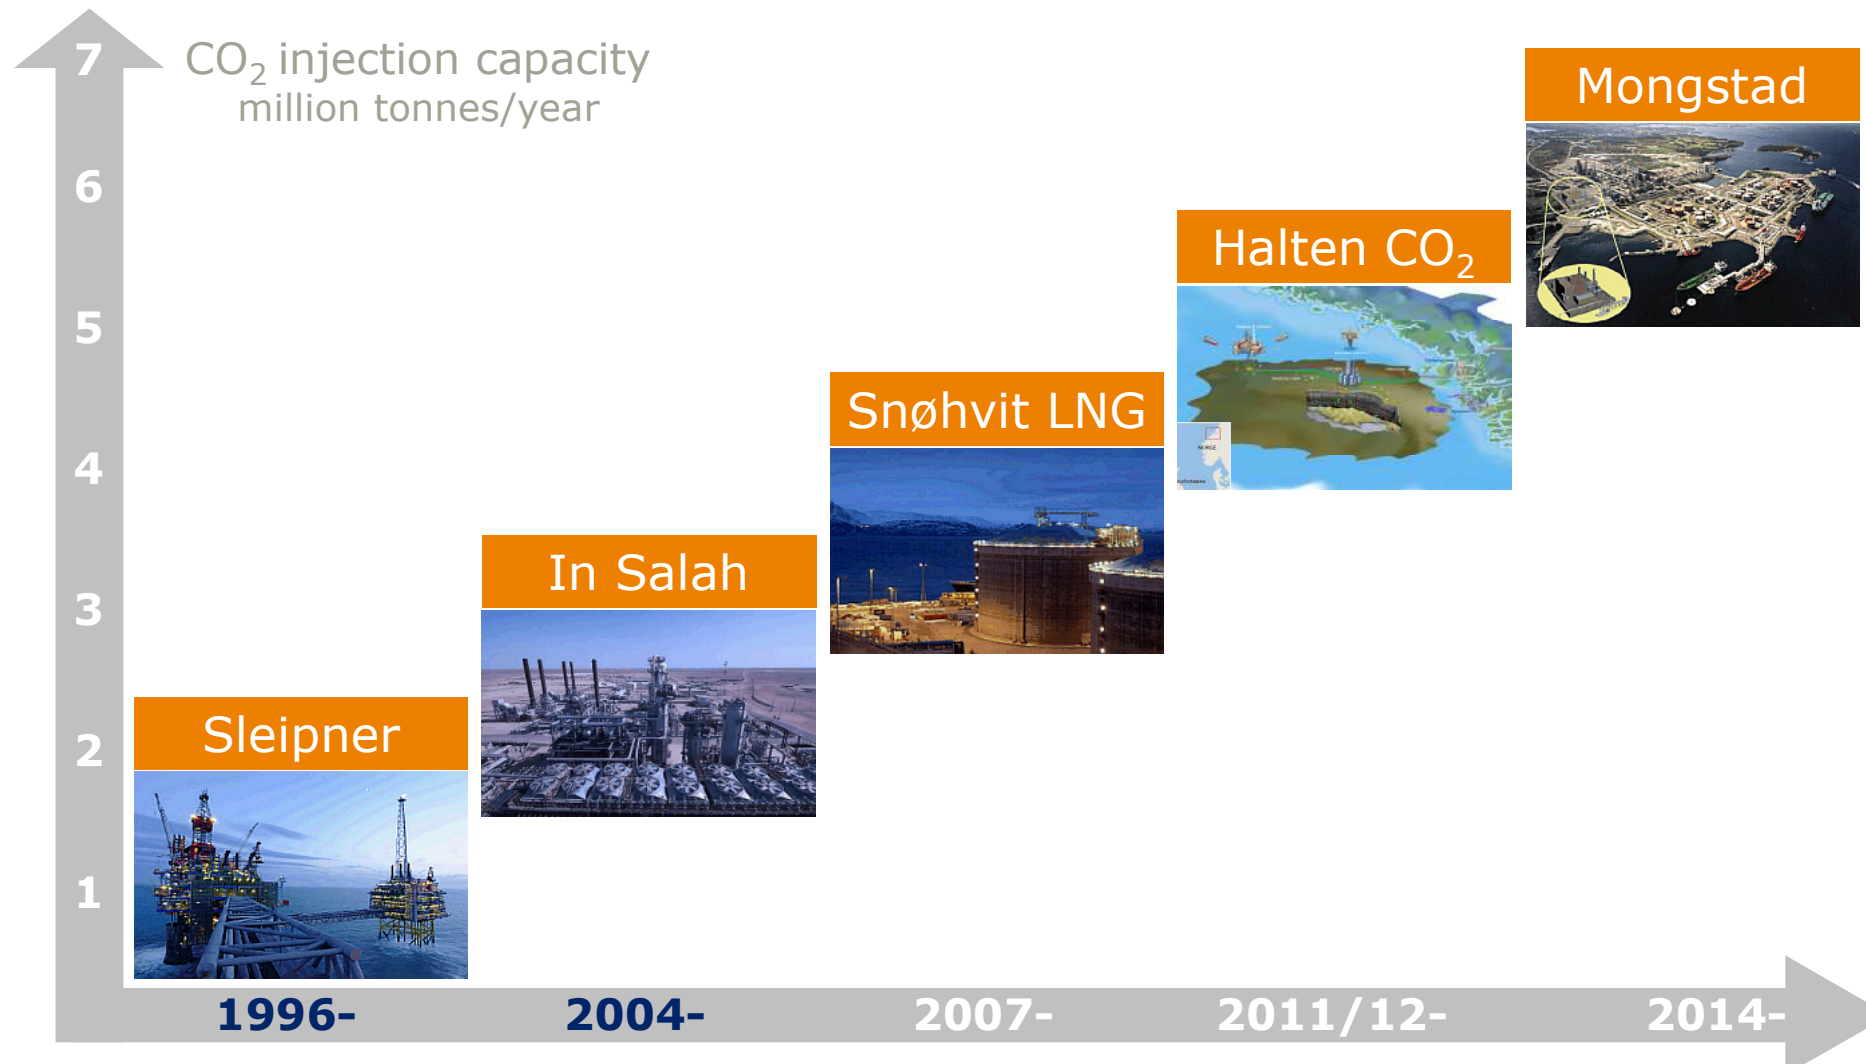 7
CO₂ injection capacity
million tonnes/year
Mongstad
6
Halten CO₂
5
Snøhvit LNG
4
NORGE
In Salah
3
Sleipner
2
1
1996-
2004-
2007-
2011/12-
2014-